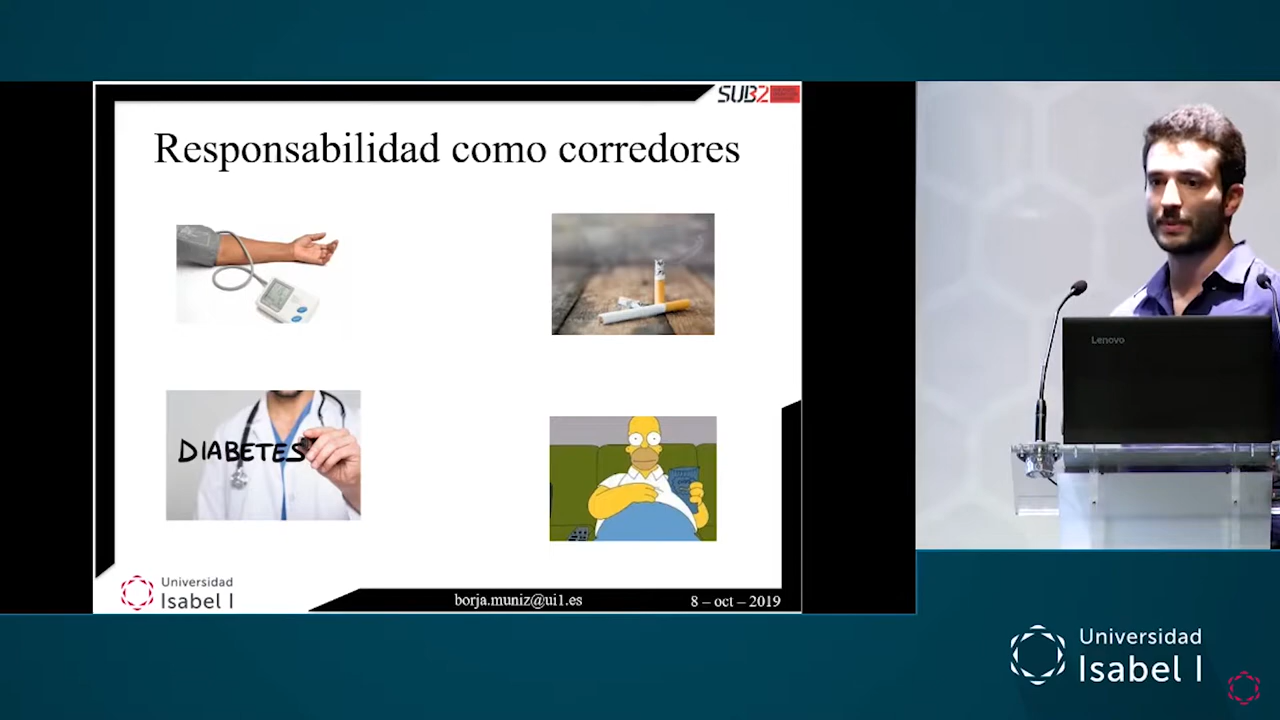 SUB2
Responsabilidad como corredores
DIABETES
Lenovo
Universidad
Isabel I
borja.muniz@ui1.es
8 – oct – 2019
Universidad
Isabel I